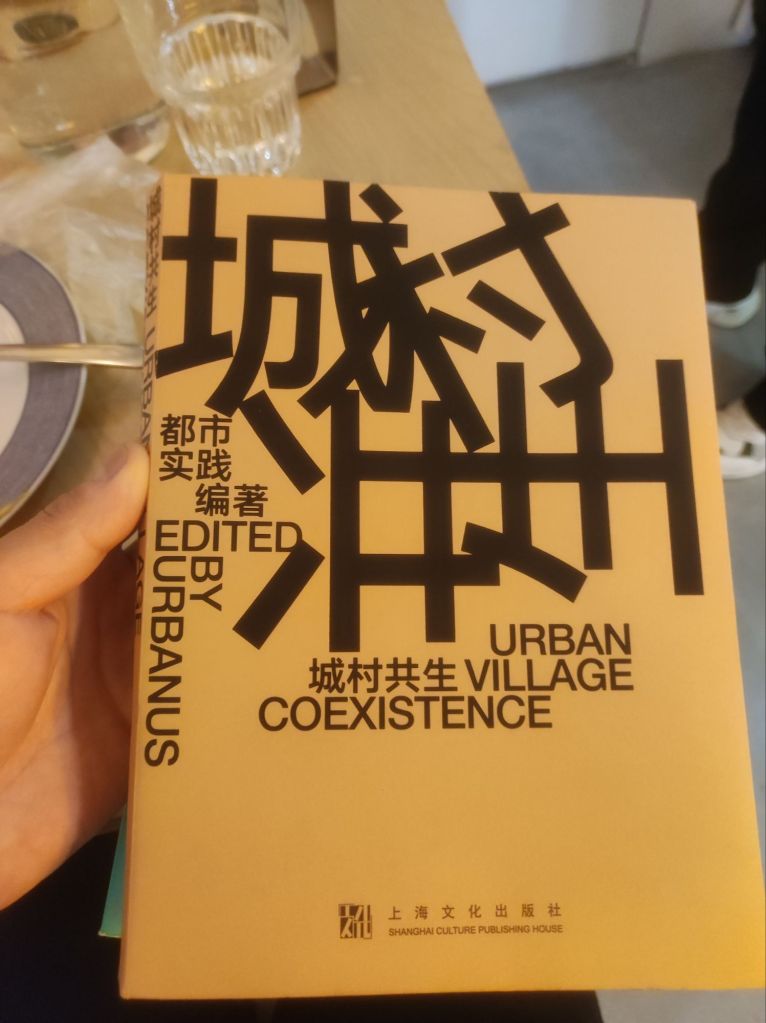 城村
共生
都市
实践
编著
EDITED
BY
URBANUS
URBAN
城村共生 VILLAGE
COEXISTENCE
上海文化出版社
SHANGHAI CULTURE PUBLISHING HOUSE